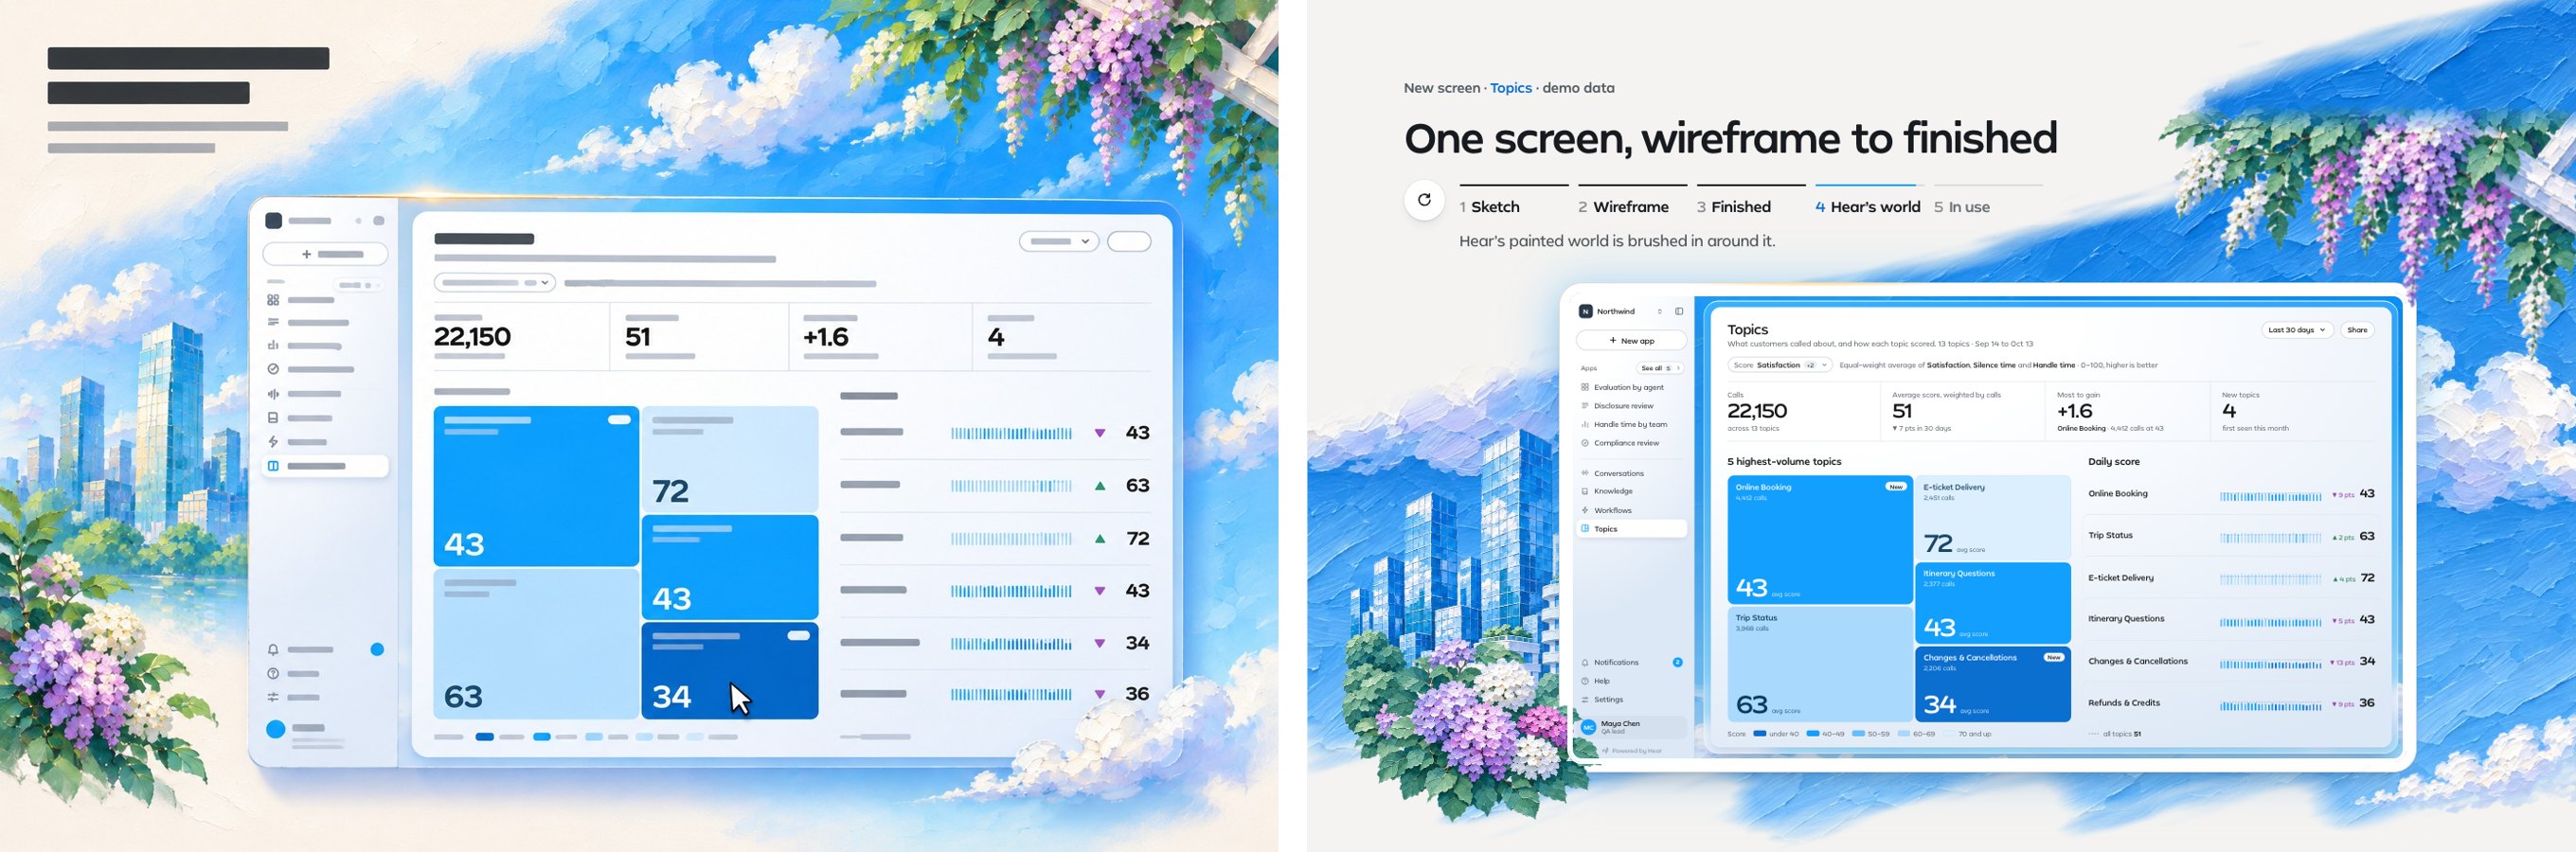 22,150
51
+1.6
4
43
72
43
63
34
43
63
72
43
34
36
New screen · Topics · demo data
One screen, wireframe to finished
1 Sketch
2 Wireframe
3 Finished
4 Hear's world
5 In use
Hear's painted world is brushed in around it.
N Northwind
+ New app
Apps
See all 5
Evaluation by agent
Disclosure review
Handle time by team
Compliance review
Conversations
Knowledge
Workflows
Topics
Notifications 2
Help
Settings
MC Maya Chen
QA lead
Powered by Hear
Topics
Last 30 days
Share
What customers called about, and how each topic scored. 13 topics · Sep 14 to Oct 13
Score Satisfaction +2
Equal-weight average of Satisfaction, Silence time and Handle time · 0–100, higher is better
Calls
22,150
across 13 topics
Average score, weighted by calls
51
▼ 7 pts in 30 days
Most to gain
+1.6
Online Booking · 4,412 calls at 43
New topics
4
first seen this month
5 highest-volume topics
Online Booking
New
4,412 calls
43 avg score
E-ticket Delivery
2,451 calls
72 avg score
Itinerary Questions
2,377 calls
43 avg score
Trip Status
3,968 calls
63 avg score
Changes & Cancellations
New
2,206 calls
34 avg score
Score
under 40
40–49
50–59
60–69
70 and up
Daily score
Online Booking ▼ 9 pts 43
Trip Status ▲ 2 pts 63
E-ticket Delivery ▲ 4 pts 72
Itinerary Questions ▼ 5 pts 43
Changes & Cancellations ▼ 13 pts 34
Refunds & Credits ▼ 9 pts 36
all topics 51